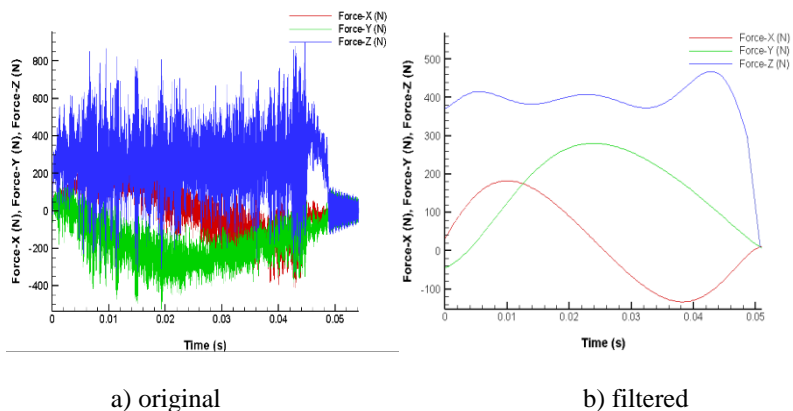 Force-X (N)
Force-Y (N)
Force-Z (N)
Force-X (N), Force-Y (N), Force-Z (N)
800
600
400
200
0
-200
-400
0
0.01
0.02
0.03
0.04
0.05
Time (s)
a) original
Force-X (N)
Force-Y (N)
Force-Z (N)
Force-X (N), Force-Y (N), Force-Z (N)
500
400
300
200
100
0
-100
0
0.01
0.02
0.03
0.04
0.05
Time (s)
b) filtered